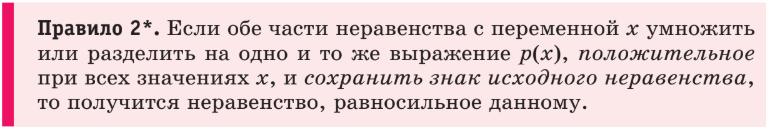 Правило 2*. Если обе части неравенства с переменной x умножить
или разделить на одно и то же выражение p(x), положительное
при всех значениях x, и сохранить знак исходного неравенства,
то получится неравенство, равносильное данному.